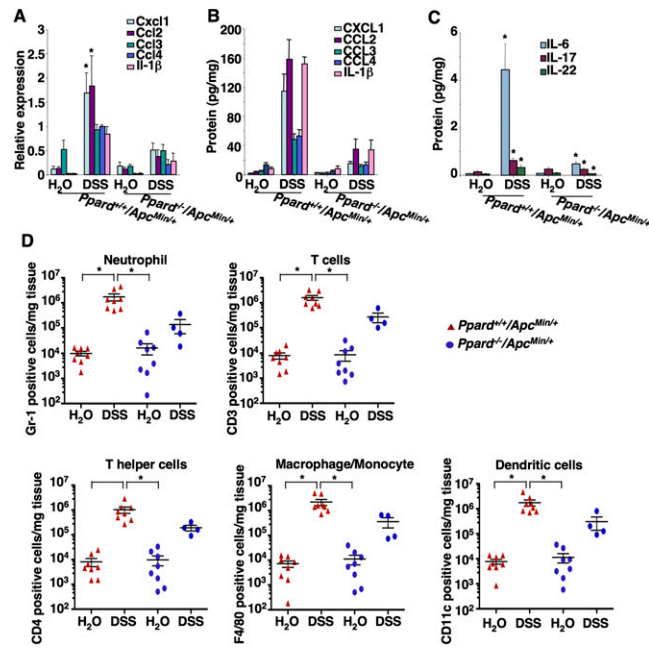 A
Relative expression
2.5
2
1.5
1
0.5
0
* *
Cxcl1
Ccl2
Ccl3
Ccl4
Il-1β
H2O DSS H2O DSS
Ppard+/+/ApcMin/+ Ppard-/-/ApcMin/+
B
Protein (pg/mg)
200
160
120
80
40
0
CXCL1
CCL2
CCL3
CCL4
IL-1β
H2O DSS H2O DSS
Ppard+/+/ApcMin/+ Ppard-/-/ApcMin/+
C
Protein (pg/mg)
6
4
2
0
* * * * * *
IL-6
IL-17
IL-22
H2O DSS H2O DSS
Ppard+/+/ApcMin/+ Ppard-/-/ApcMin/+
D
Neutrophil
Gr-1 positive cells/mg tissue
10^7
10^6
10^5
10^4
10^3
10^2
* *
H2O DSS H2O DSS
T cells
CD3 positive cells/mg tissue
10^7
10^6
10^5
10^4
10^3
10^2
* *
H2O DSS H2O DSS
Ppard+/+/ApcMin/+
Ppard-/-/ApcMin/+
T helper cells
CD4 positive cells/mg tissue
10^7
10^6
10^5
10^4
10^3
10^2
* *
H2O DSS H2O DSS
Macrophage/Monocyte
F4/80 positive cells/mg tissue
10^7
10^6
10^5
10^4
10^3
10^2
* *
H2O DSS H2O DSS
Dendritic cells
CD11c positive cells/mg tissue
10^7
10^6
10^5
10^4
10^3
10^2
* *
H2O DSS H2O DSS